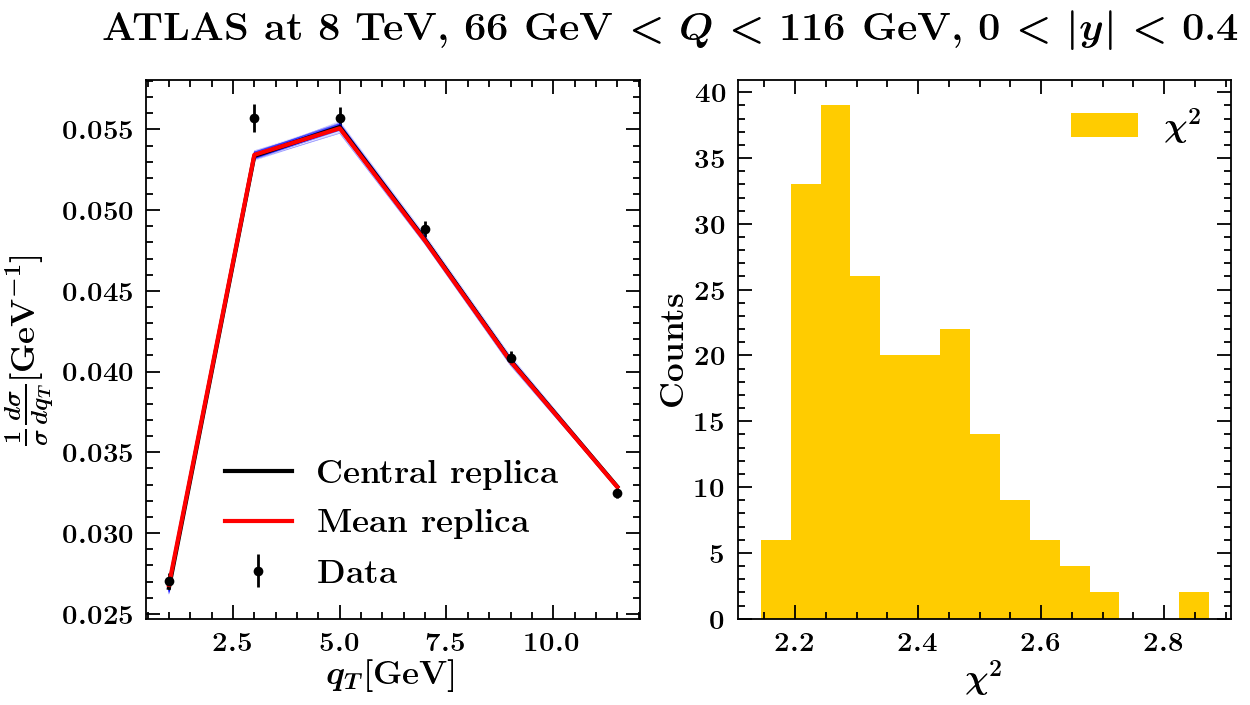 ATLAS at 8 TeV, 66 GeV < Q < 116 GeV, 0 < |y| < 0.4
0.055
0.050
0.045
0.040
0.035
0.030
0.025
1/σ dσ/dq_T [GeV⁻¹]
Central replica
Mean replica
Data
2.5 5.0 7.5 10.0
q_T[GeV]
40
35
30
25
20
15
10
5
0
Counts
χ²
2.2 2.4 2.6 2.8
χ²